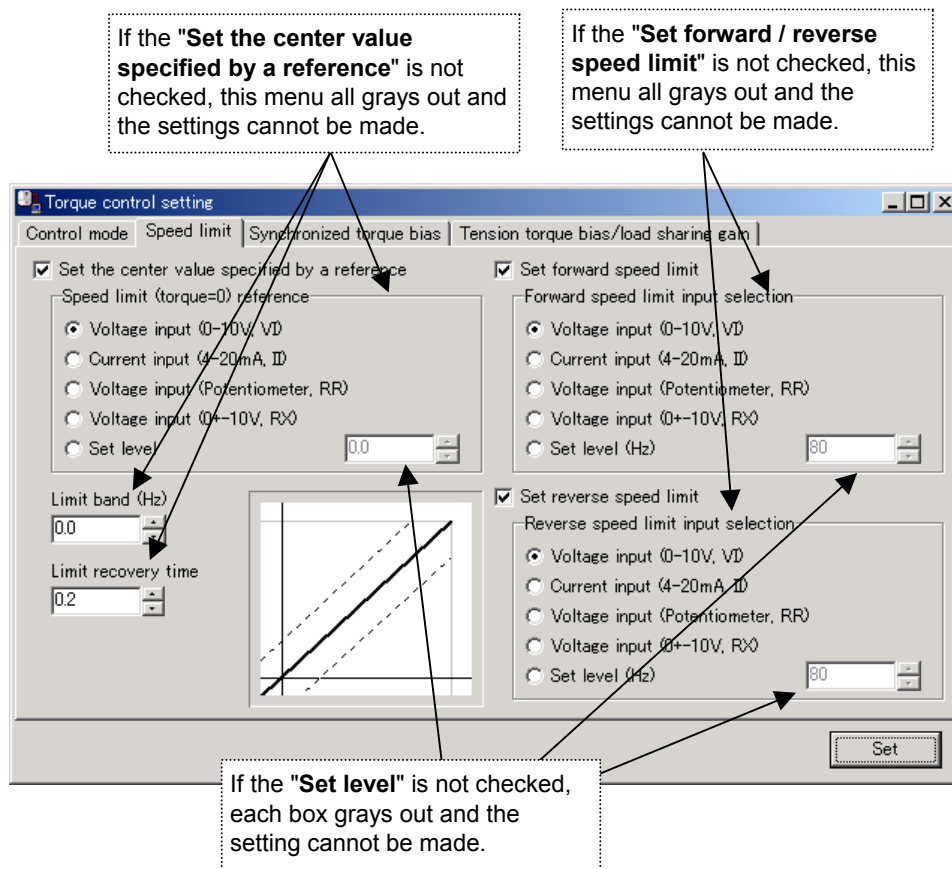 If the "Set the center value
specified by a reference" is not
checked, this menu all grays out and
the settings cannot be made.
If the "Set forward / reverse
speed limit" is not checked, this
menu all grays out and the
settings cannot be made.
Torque control setting
Control mode Speed limit Synchronized torque bias Tension torque bias/load sharing gain
Set the center value specified by a reference
Speed limit (torque=0) reference
Voltage input (0-10V, VI)
Current input (4-20mA, II)
Voltage input (Potentiometer, RR)
Voltage input (0+-10V, RX)
Set level 0.0
Limit band (Hz)
0.0
Limit recovery time
0.2
Set forward speed limit
Forward speed limit input selection
Voltage input (0-10V, VI)
Current input (4-20mA, II)
Voltage input (Potentiometer, RR)
Voltage input (0+-10V, RX)
Set level (Hz) 80
Set reverse speed limit
Reverse speed limit input selection
Voltage input (0-10V, VI)
Current input (4-20mA, II)
Voltage input (Potentiometer, RR)
Voltage input (0+-10V, RX)
Set level (Hz) 80
Set
If the "Set level" is not checked,
each box grays out and the
setting cannot be made.